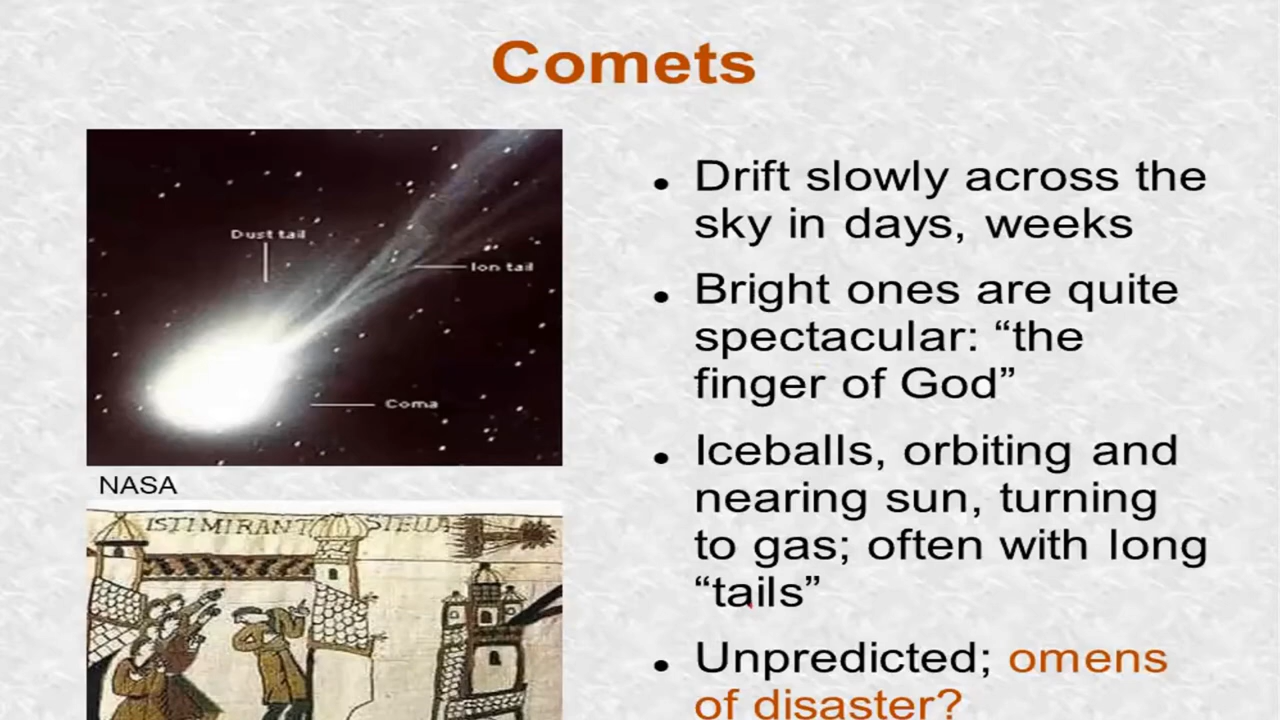 Comets
Dust tail
Ion tail
Coma
NASA
ISTI MIRANT STELLA
• Drift slowly across the
sky in days, weeks
• Bright ones are quite
spectacular: “the
finger of God”
• Iceballs, orbiting and
nearing sun, turning
to gas; often with long
“tails”
• Unpredicted; omens
of disaster?